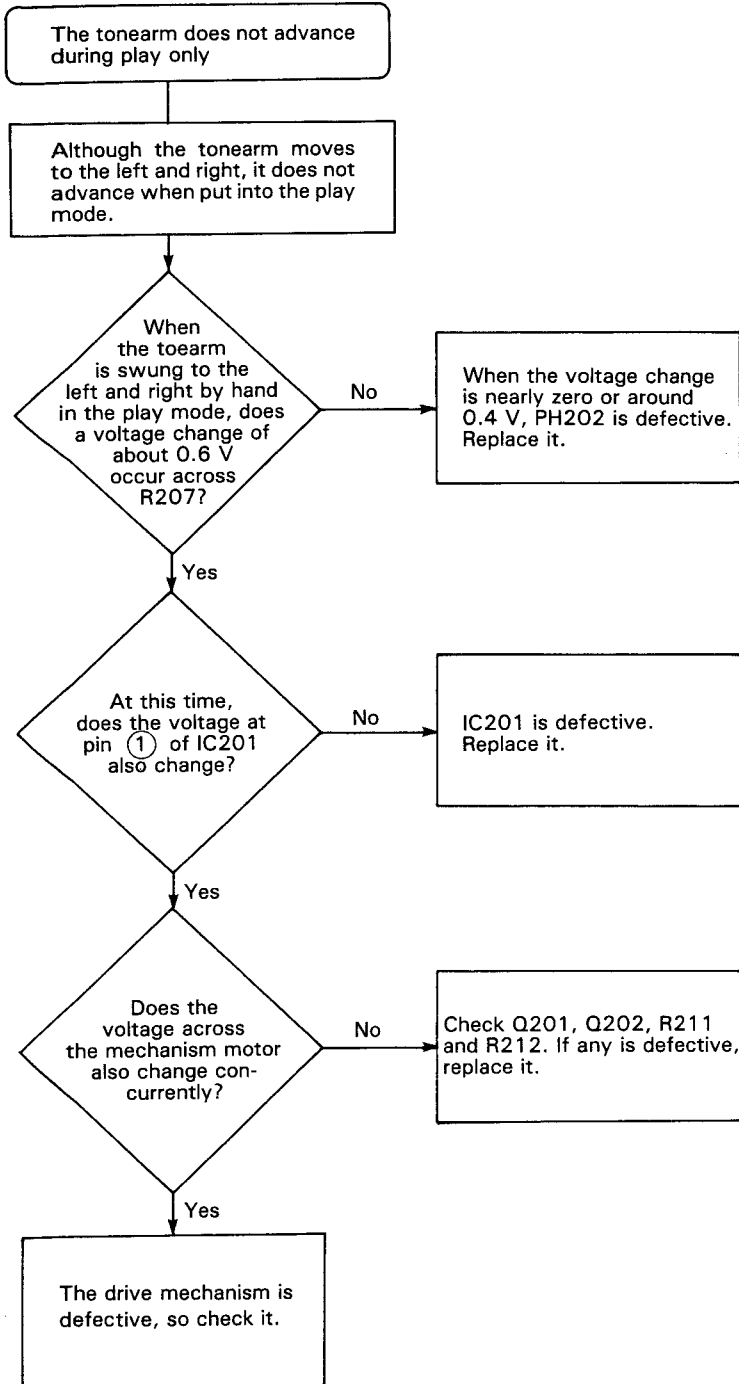 The tonearm does not advance
during play only
Although the tonearm moves
to the left and right, it does not
advance when put into the play
mode.
When
the toearm
is swung to the
left and right by hand
in the play mode, does
a voltage change of
about 0.6 V
occur across
R207?
No
When the voltage change
is nearly zero or around
0.4 V, PH202 is defective.
Replace it.
Yes
At this time,
does the voltage at
pin ① of IC201
also change?
No
IC201 is defective.
Replace it.
Yes
Does the
voltage across
the mechanism motor
also change con-
currently?
No
Check Q201, Q202, R211
and R212. If any is defective,
replace it.
Yes
The drive mechanism is
defective, so check it.